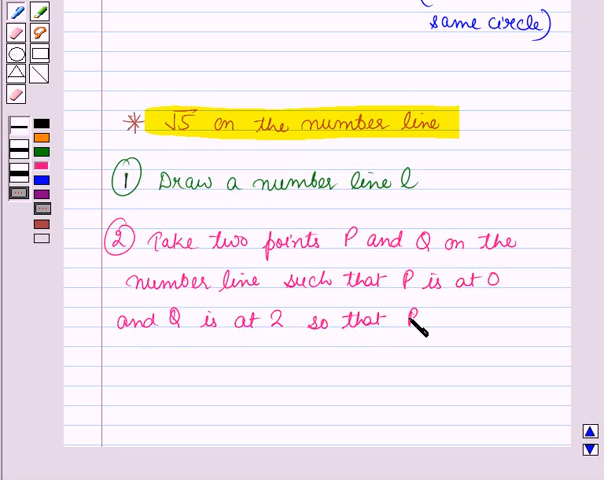 same circle)
* √5 on the number line
① Draw a number line l
② Take two points P and Q on the
number line such that P is at 0
and Q is at 2 so that P